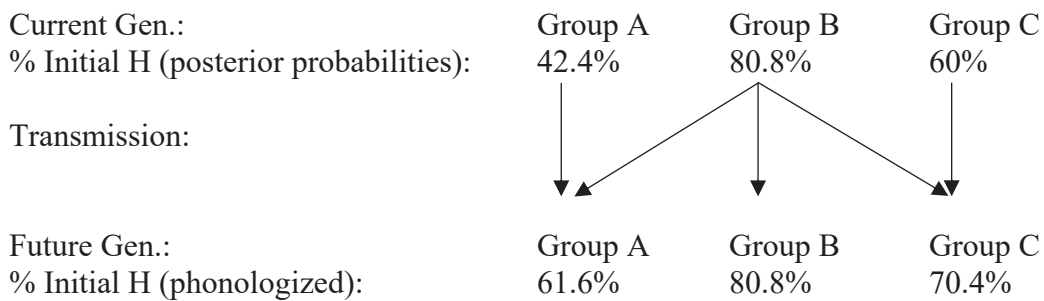 Current Gen.: Group A Group B Group C
% Initial H (posterior probabilities): 42.4% 80.8% 60%
Transmission:
Future Gen.: Group A Group B Group C
% Initial H (phonologized): 61.6% 80.8% 70.4%